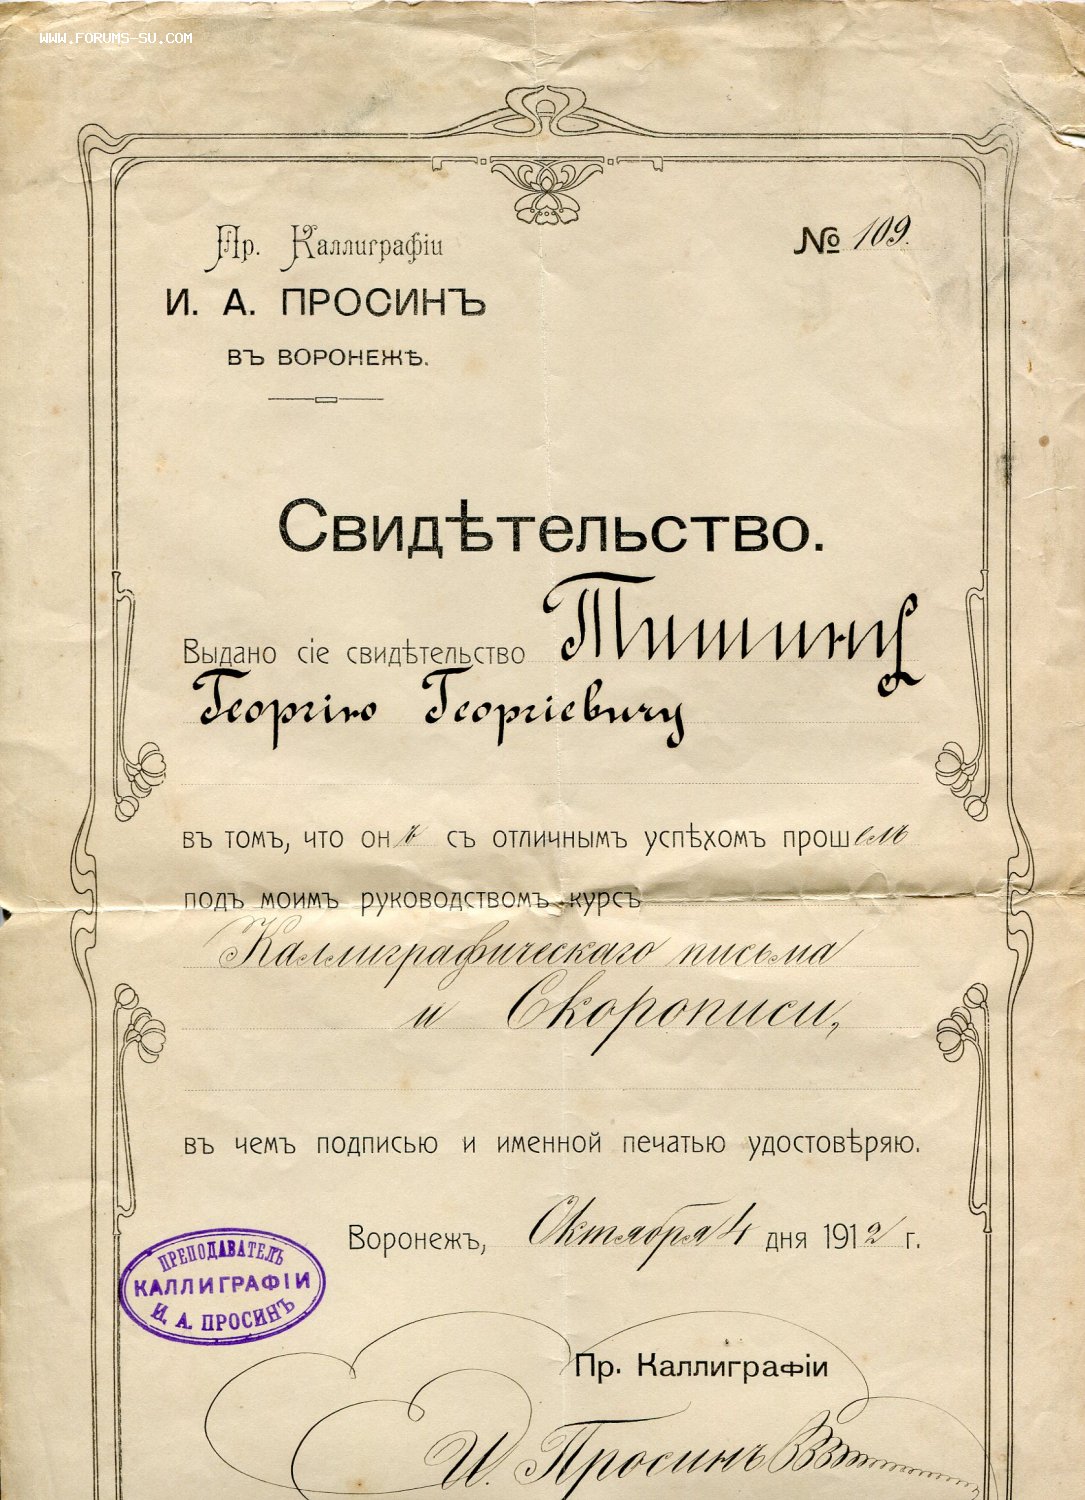 www.forums-su.com
Пр. Каллиграфіи
№ 109.
И. А. ПРОСИНЪ
ВЪ ВОРОНЕЖѢ.
Свидѣтельство.
Выдано сіе свидѣтельство Тишину
Георгію Георгіевичу
въ томъ, что онъ съ отличнымъ успѣхомъ прошелъ
подъ моимъ руководствомъ курсъ
Каллиграфическаго письма
и Скорописи,
въ чемъ подписью и именной печатью удостовѣряю.
Воронежъ, Октября 4 дня 1912 г.
ПРЕПОДАВАТЕЛЬ
КАЛЛИГРАФІИ
И. А. ПРОСИНЪ
Пр. Каллиграфіи
И. Просинъ